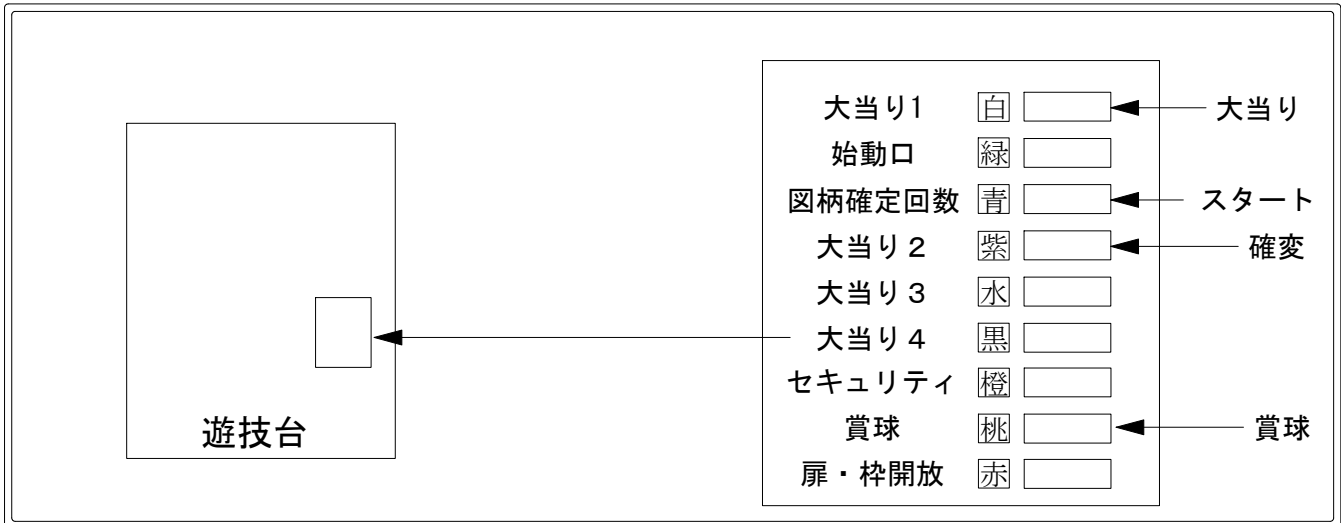 大当り1 白 大当り
始動口 緑
図柄確定回数 青 スタート
大当り２ 紫 確変
大当り３ 水
大当り４ 黒
セキュリティ 橙
賞球 桃 賞球
扉・枠開放 赤
遊技台